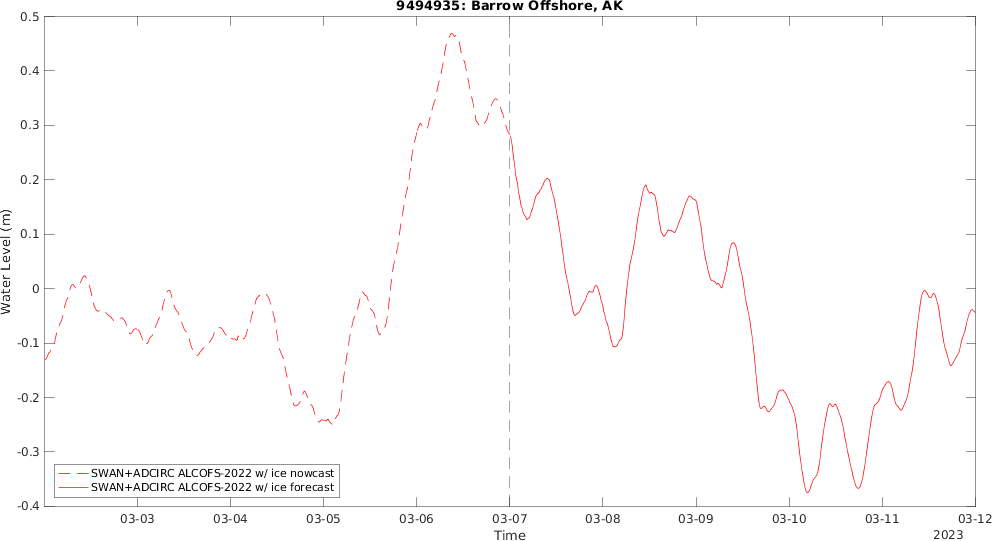 9494935: Barrow Offshore, AK
0.5
0.4
0.3
0.2
0.1
0
-0.1
-0.2
-0.3
-0.4
Water Level (m)
SWAN+ADCIRC ALCOFS-2022 w/ ice nowcast
SWAN+ADCIRC ALCOFS-2022 w/ ice forecast
03-03 03-04 03-05 03-06 03-07 03-08 03-09 03-10 03-11 03-12
Time
2023